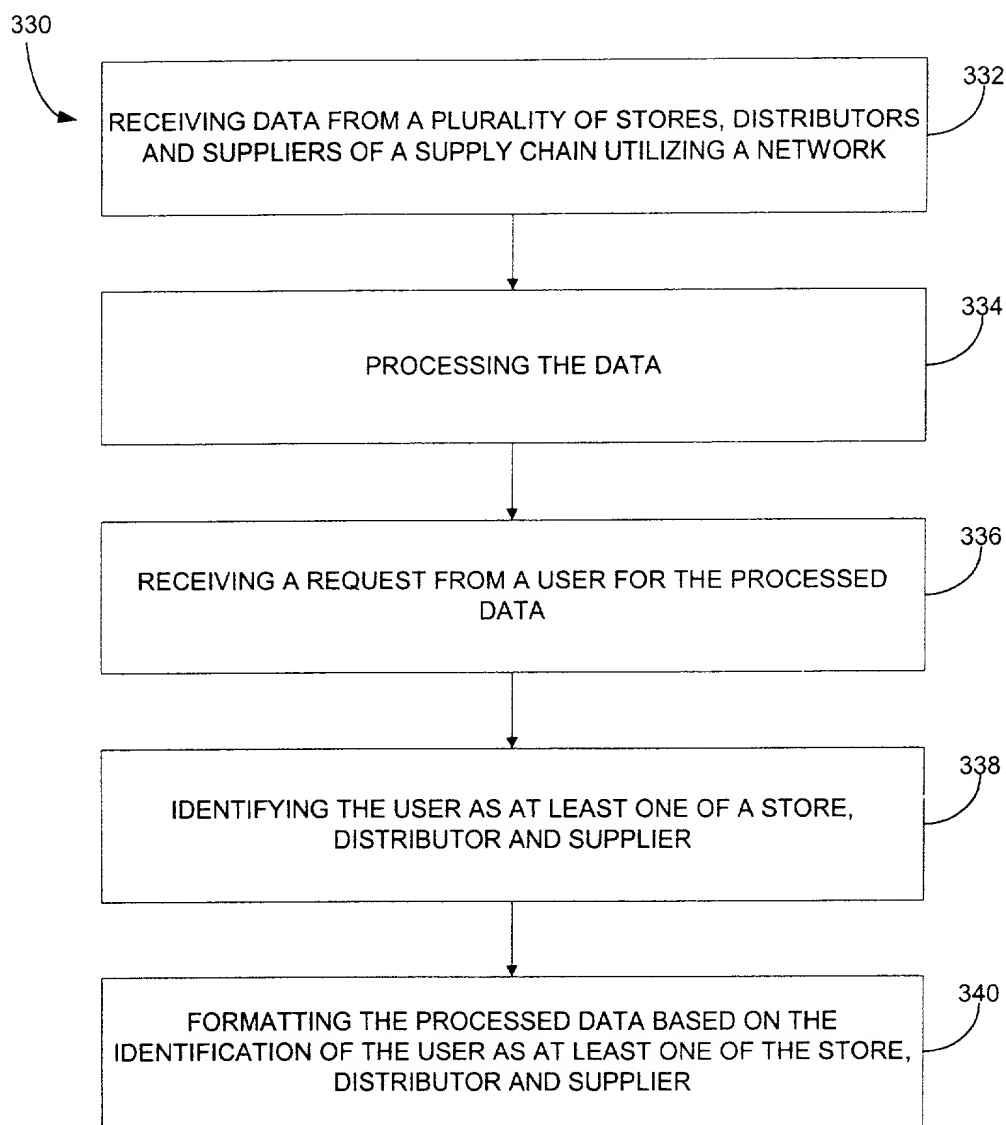 330
332
RECEIVING DATA FROM A PLURALITY OF STORES, DISTRIBUTORS
AND SUPPLIERS OF A SUPPLY CHAIN UTILIZING A NETWORK
334
PROCESSING THE DATA
336
RECEIVING A REQUEST FROM A USER FOR THE PROCESSED
DATA
338
IDENTIFYING THE USER AS AT LEAST ONE OF A STORE,
DISTRIBUTOR AND SUPPLIER
340
FORMATTING THE PROCESSED DATA BASED ON THE
IDENTIFICATION OF THE USER AS AT LEAST ONE OF THE STORE,
DISTRIBUTOR AND SUPPLIER